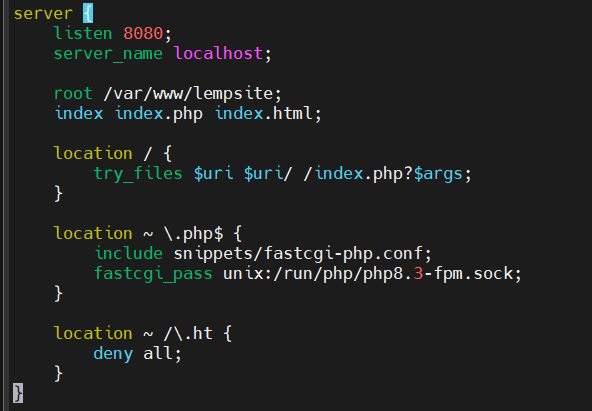 server {
    listen 8080;
    server_name localhost;

    root /var/www/lempsite;
    index index.php index.html;

    location / {
        try_files $uri $uri/ /index.php?$args;
    }

    location ~ \.php$ {
        include snippets/fastcgi-php.conf;
        fastcgi_pass unix:/run/php/php8.3-fpm.sock;
    }

    location ~ /\.ht {
        deny all;
    }
}